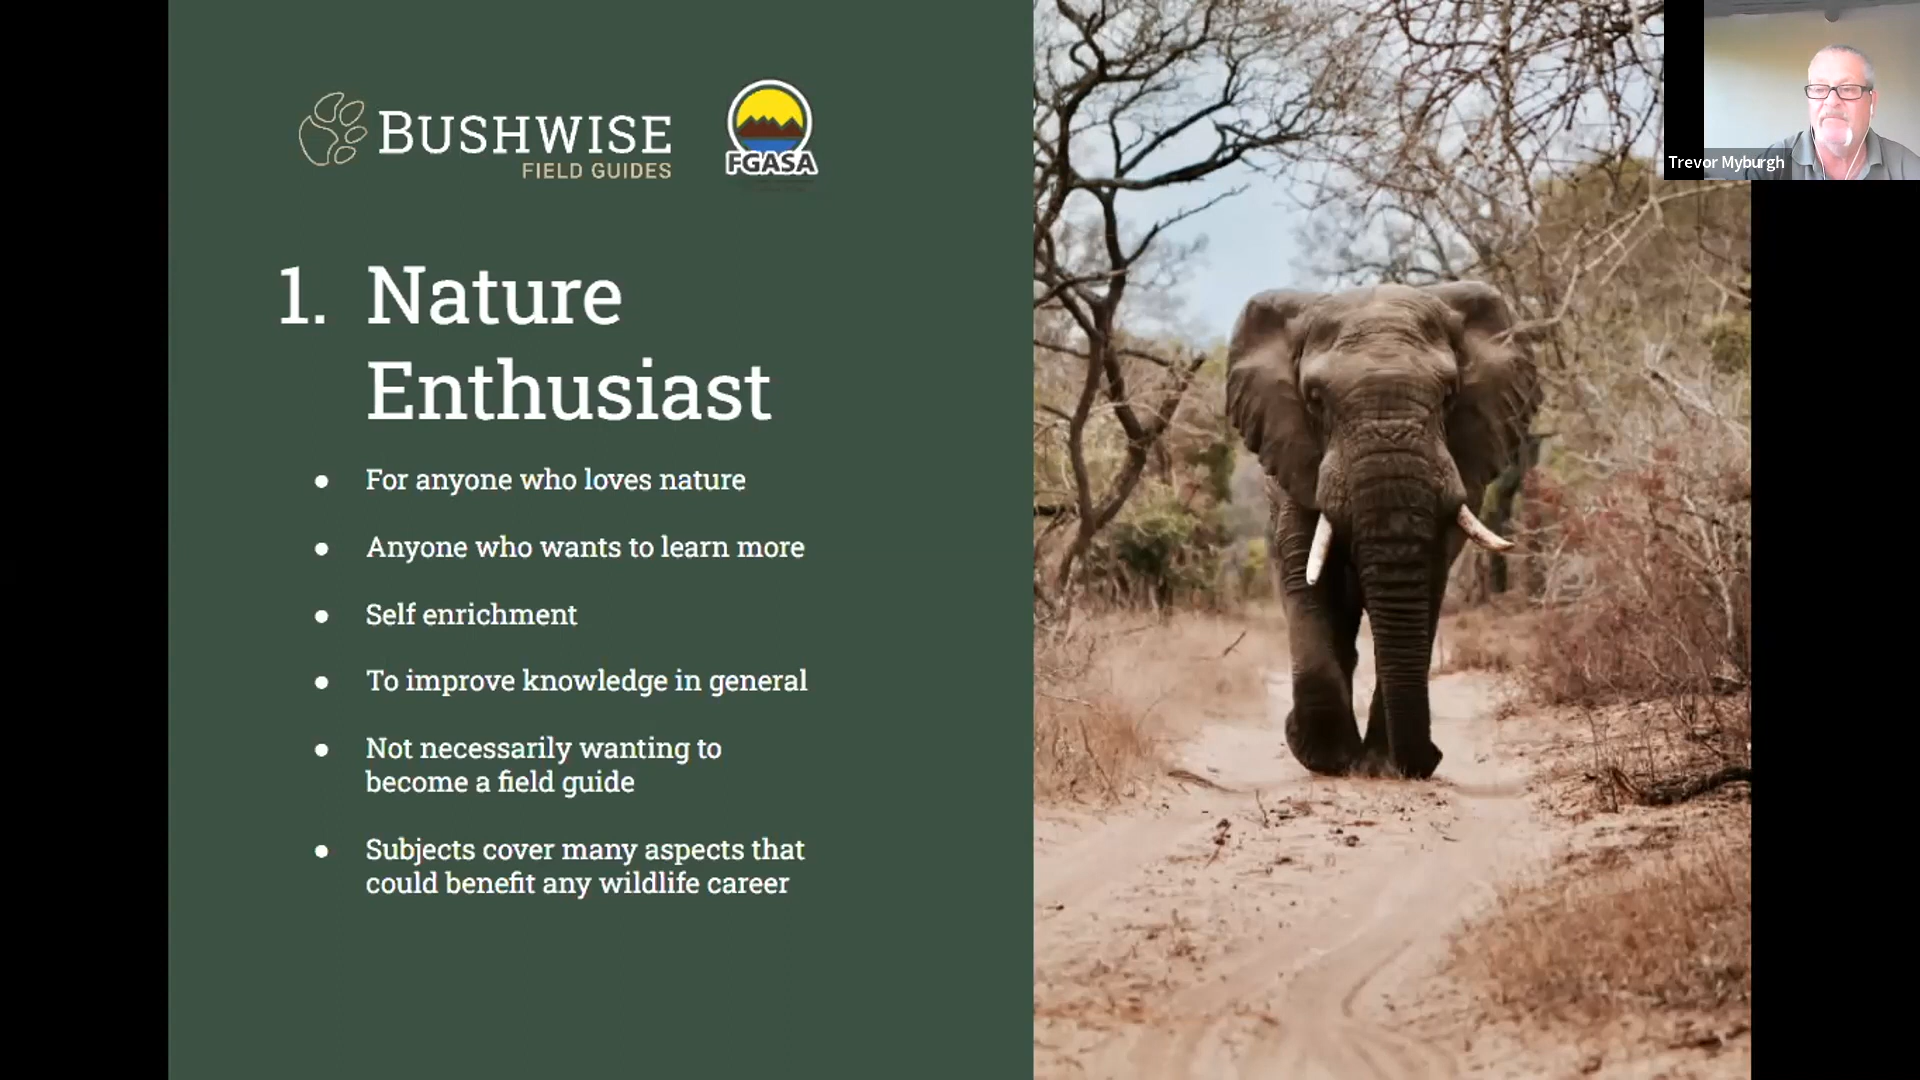 BUSHWISE
FIELD GUIDES
FGASA
1. Nature
Enthusiast
● For anyone who loves nature
● Anyone who wants to learn more
● Self enrichment
● To improve knowledge in general
● Not necessarily wanting to
become a field guide
● Subjects cover many aspects that
could benefit any wildlife career
Trevor Myburgh